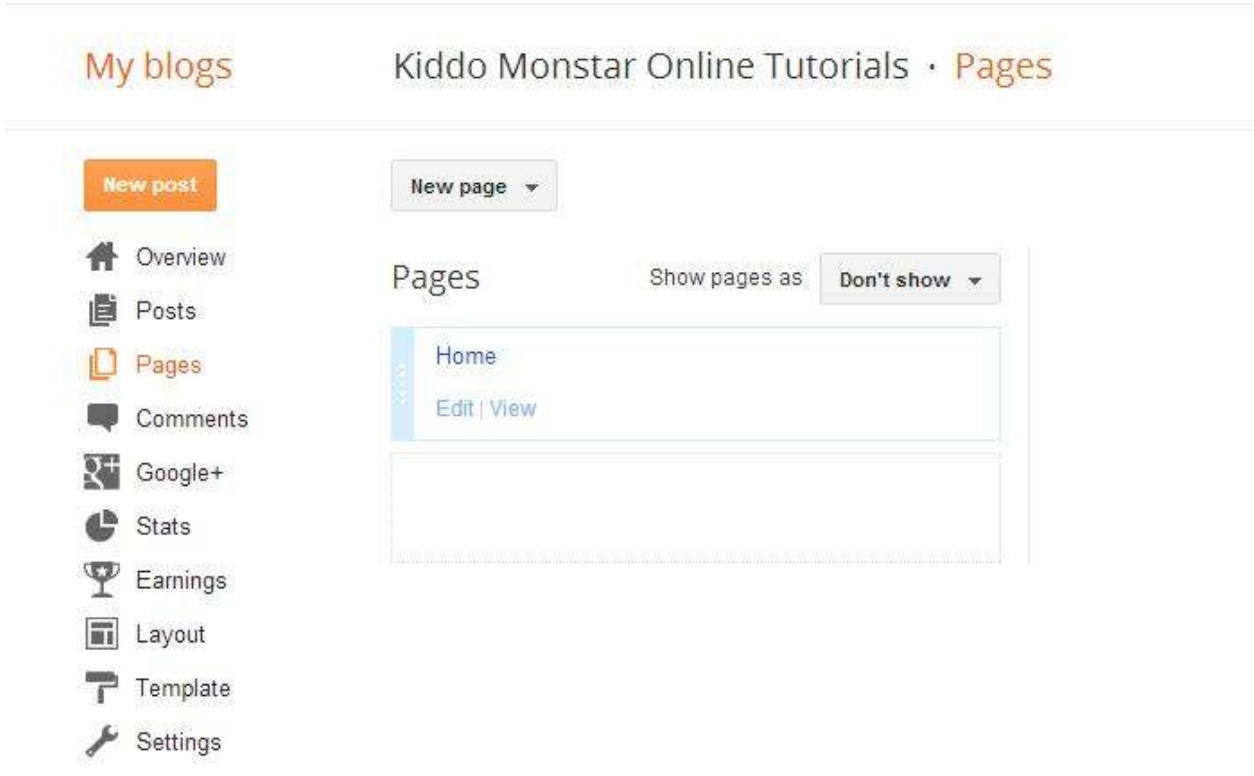 My blogs
Kiddo Monstar Online Tutorials · Pages
New post
Overview
Posts
Pages
Comments
Google+
Stats
Earnings
Layout
Template
Settings
New page
Pages
Show pages as Don't show
Home
Edit | View